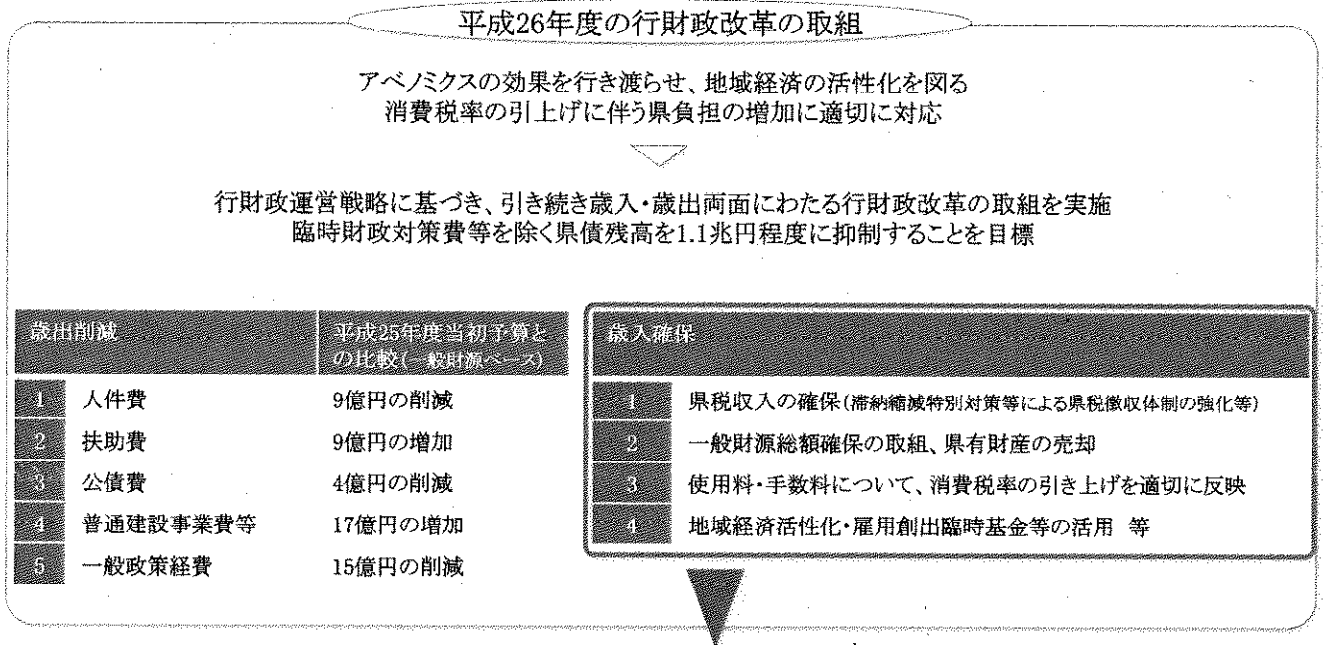 平成26年度の行財政改革の取組
アベノミクスの効果を行き渡らせ、地域経済の活性化を図る
消費税率の引上げに伴う県負担の増加に適切に対応
行財政運営戦略に基づき、引き続き歳入・歳出両面にわたる行財政改革の取組を実施
臨時財政対策費等を除く県債残高を1.1兆円程度に抑制することを目標
歳出削減
平成25年度当初予算と
の比較(一般財源ベース)
1 人件費 9億円の削減
2 扶助費 9億円の増加
3 公債費 4億円の削減
4 普通建設事業費等 17億円の増加
5 一般政策経費 15億円の削減
歳入確保
1 県税収入の確保(滞納縮減特別対策等による県税徴収体制の強化等)
2 一般財源総額確保の取組、県有財産の売却
3 使用料・手数料について、消費税率の引き上げを適切に反映
4 地域経済活性化・雇用創出臨時基金等の活用 等